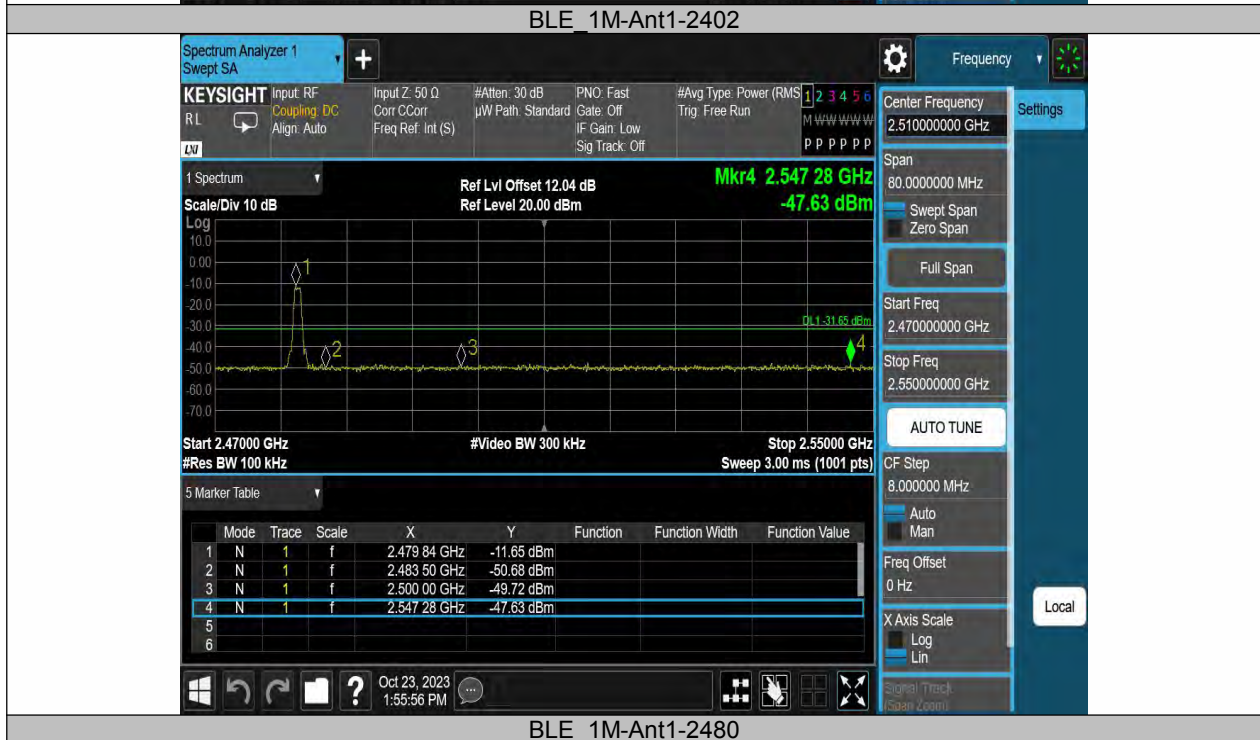 BLE_1M-Ant1-2402
Spectrum Analyzer 1
Swept SA
+
Frequency
KEYSIGHT
RL
LXI
Input: RF
Coupling: DC
Align: Auto
Input Z: 50 Ω
Corr CCorr
Freq Ref: Int (S)
#Atten: 30 dB
µW Path: Standard
PNO: Fast
Gate: Off
IF Gain: Low
Sig Track: Off
#Avg Type: Power (RMS
Trig: Free Run
1 2 3 4 5 6
M W W W W W
P P P P P P
Center Frequency
2.510000000 GHz
Settings
Span
80.0000000 MHz
Swept Span
Zero Span
Full Span
Start Freq
2.470000000 GHz
Stop Freq
2.550000000 GHz
AUTO TUNE
CF Step
8.000000 MHz
Auto
Man
Freq Offset
0 Hz
X Axis Scale
Log
Lin
Signal Track
(Span Zoom)
Local
1 Spectrum
Scale/Div 10 dB
Ref Lvl Offset 12.04 dB
Ref Level 20.00 dBm
Mkr4 2.547 28 GHz
-47.63 dBm
Log
10.0
0.00
-10.0
-20.0
-30.0
-40.0
-50.0
-60.0
-70.0
1
2
3
4
DL1 -31.65 dBm
Start 2.47000 GHz
#Res BW 100 kHz
#Video BW 300 kHz
Stop 2.55000 GHz
Sweep 3.00 ms (1001 pts)
5 Marker Table
Mode Trace Scale X Y Function Function Width Function Value
1 N 1 f 2.479 84 GHz -11.65 dBm
2 N 1 f 2.483 50 GHz -50.68 dBm
3 N 1 f 2.500 00 GHz -49.72 dBm
4 N 1 f 2.547 28 GHz -47.63 dBm
5
6
?
Oct 23, 2023
1:55:56 PM
BLE_1M-Ant1-2480